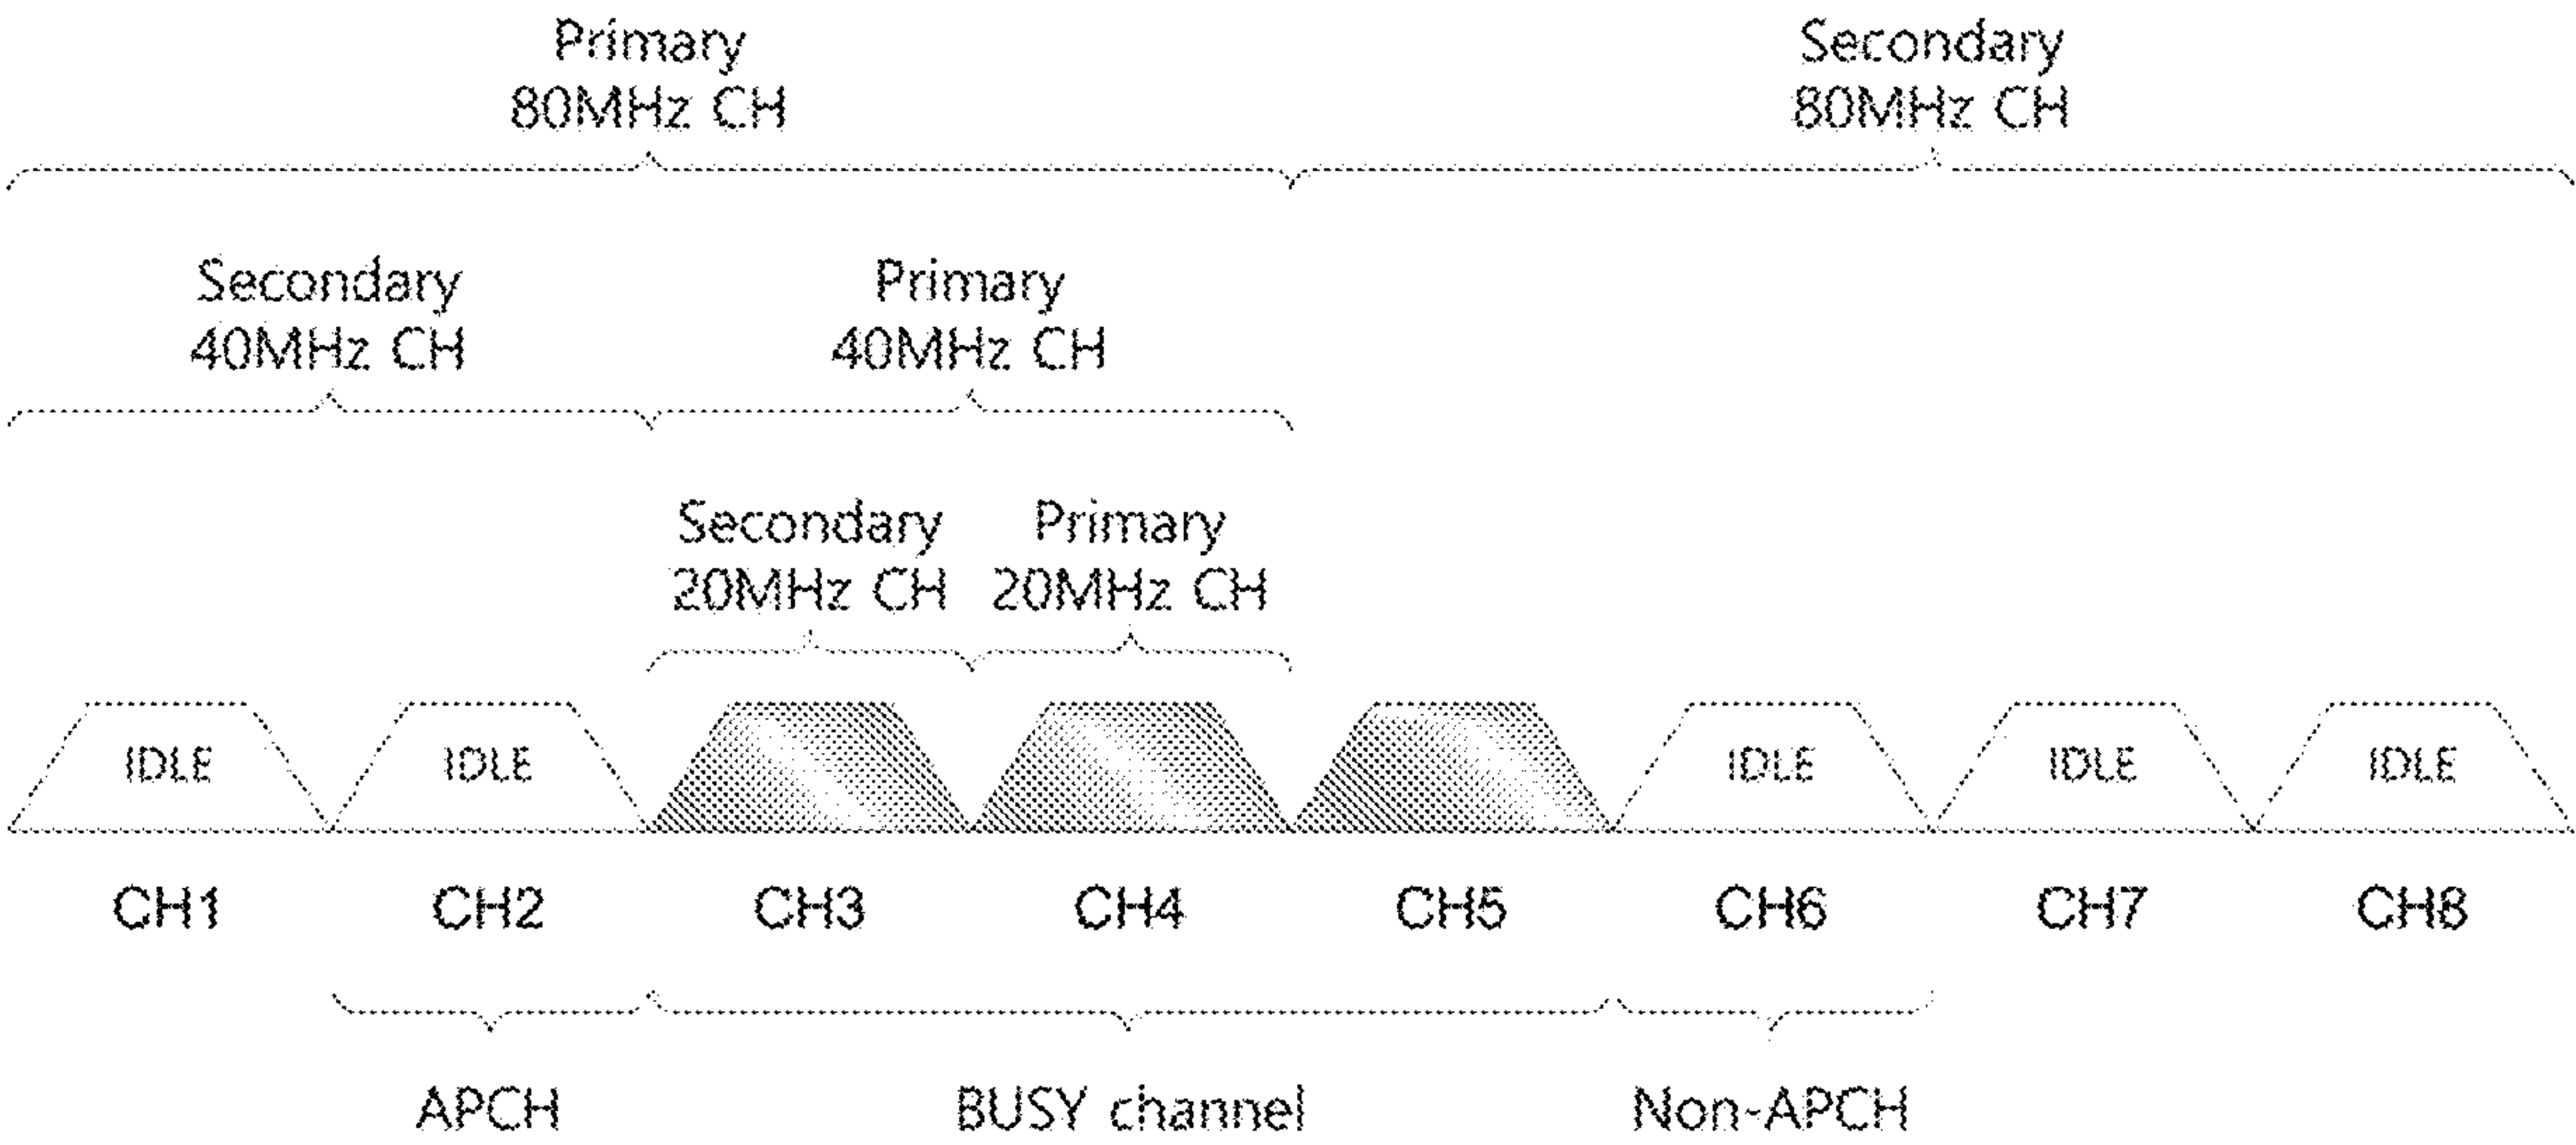 Primary
80MHz CH
Secondary
80MHz CH
Secondary
40MHz CH
Primary
40MHz CH
Secondary
20MHz CH
Primary
20MHz CH
IDLE
IDLE
IDLE
IDLE
IDLE
CH1
CH2
CH3
CH4
CH5
CH6
CH7
CH8
APCH
BUSY channel
Non-APCH